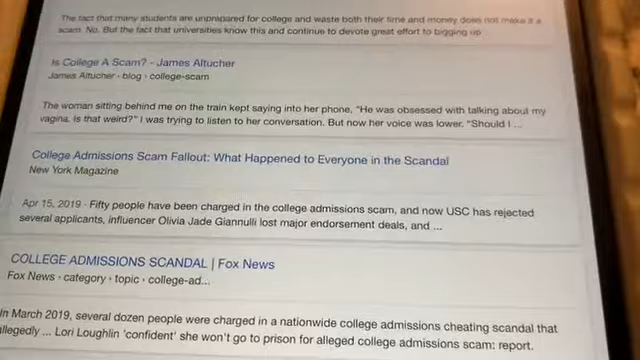 The fact that many students are unprepared for college and waste both their time and money does not make it a
scam. No. But the fact that universities know this and continue to devote great effort to bigging up
Is College A Scam? - James Altucher
James Altucher › blog › college-scam
The woman sitting behind me on the train kept saying into her phone, "He was obsessed with talking about my
vagina. Is that weird?" I was trying to listen to her conversation. But now her voice was lower. "Should I ...
College Admissions Scam Fallout: What Happened to Everyone in the Scandal
New York Magazine
Apr 15, 2019 · Fifty people have been charged in the college admissions scam, and now USC has rejected
several applicants, influencer Olivia Jade Giannulli lost major endorsement deals, and ...
COLLEGE ADMISSIONS SCANDAL | Fox News
Fox News › category › topic › college-ad...
In March 2019, several dozen people were charged in a nationwide college admissions cheating scandal that
allegedly ... Lori Loughlin 'confident' she won't go to prison for alleged college admissions scam: report.